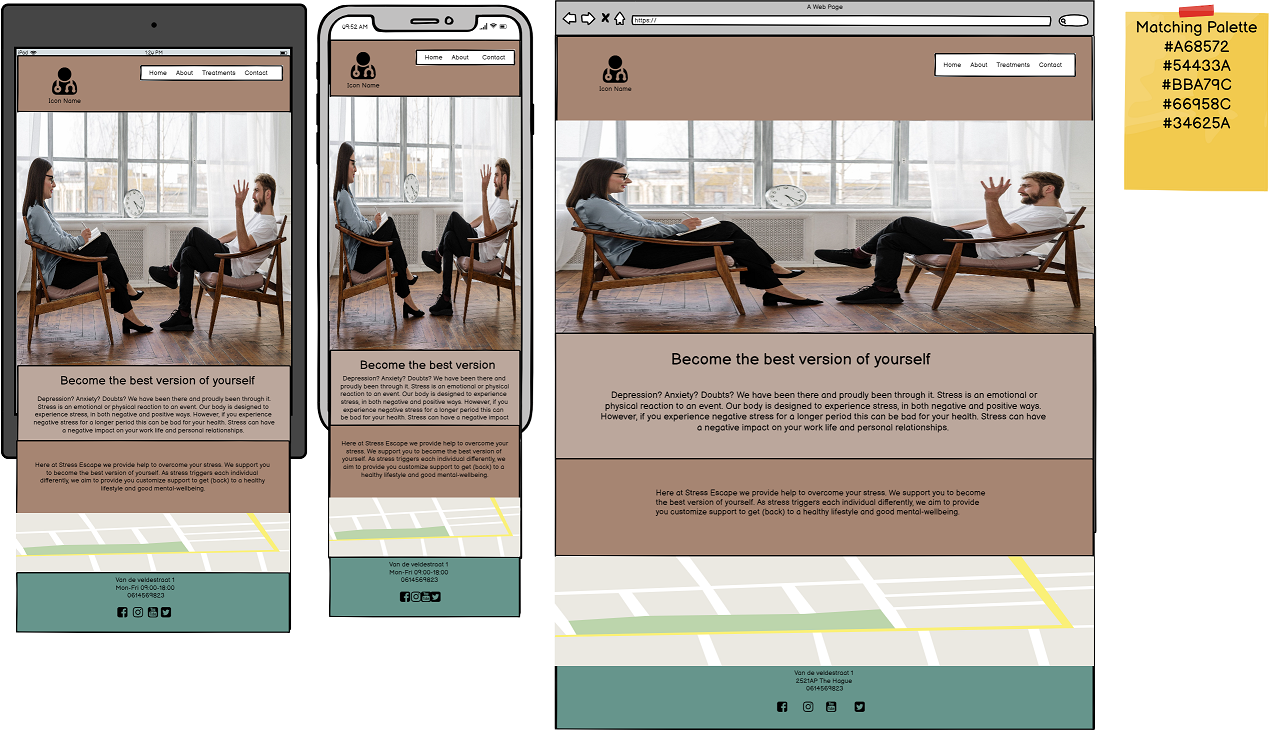 iPad
12u PM
Icon Name
Home About Treatments Contact
Become the best version of yourself
Depression? Anxiety? Doubts? We have been there and
proudly been through it. Stress is an emotional or physical
reaction to an event. Our body is designed to
experience stress, in both negative and positive ways. However, if you experience
negative stress for a longer period this can be bad for your health. Stress can have
a negative impact on your work life and personal relationships.
Here at Stress Escape we provide help to overcome your stress. We support you
to become the best version of yourself. As stress triggers each individual
differently, we aim to provide you customize support to get (back) to a healthy
lifestyle and good mental-wellbeing.
Van de veldestraat 1
Mon-Fri 09:00-18:00
0614569823
09:52 AM
Icon Name
Home About Contact
Become the best version
Depression? Anxiety? Doubts? We have been there and
proudly been through it. Stress is an emotional or physical
reaction to an event. Our body is designed to
experience stress, in both negative and positive
ways. However, if you experience negative stress for a longer period this can
be bad for your health. Stress can have a negative impact
Here at Stress Escape we provide help to overcome your
stress. We support you to become the best version of
yourself. As stress triggers each individual differently, we
aim to provide you customize support to get (back) to a
healthy lifestyle and good mental-wellbeing.
Van de veldestraat 1
Mon-Fri 09:00-18:00
0614569823
A Web Page
https://
Icon Name
Home About Treatments Contact
Become the best version of yourself
Depression? Anxiety? Doubts? We have been there and proudly been through it. Stress is an emotional or
physical reaction to an event. Our body is designed to experience stress, in both negative and positive ways.
However, if you experience negative stress for a longer period this can be bad for your health. Stress can have
a negative impact on your work life and personal relationships.
Here at Stress Escape we provide help to overcome your stress. We support you to become
the best version of yourself. As stress triggers each individual differently, we aim to provide
you customize support to get (back) to a healthy lifestyle and good mental-wellbeing.
Van de veldestraat 1
2521AP The Hague
0614569823
Matching Palette
#A68572
#54433A
#BBA79C
#66958C
#34625A